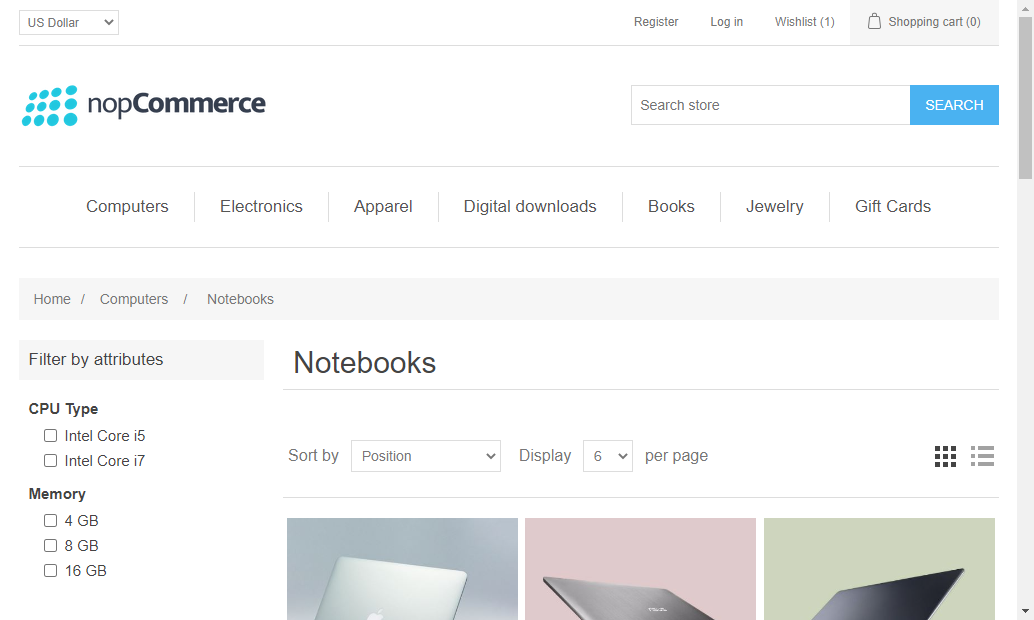 US Dollar
Register
Log in
Wishlist (1)
Shopping cart (0)
nopCommerce
Search store
SEARCH
Computers
Electronics
Apparel
Digital downloads
Books
Jewelry
Gift Cards
Home / Computers / Notebooks
Filter by attributes
CPU Type
Intel Core i5
Intel Core i7
Memory
4 GB
8 GB
16 GB
Notebooks
Sort by
Position
Display
6
per page